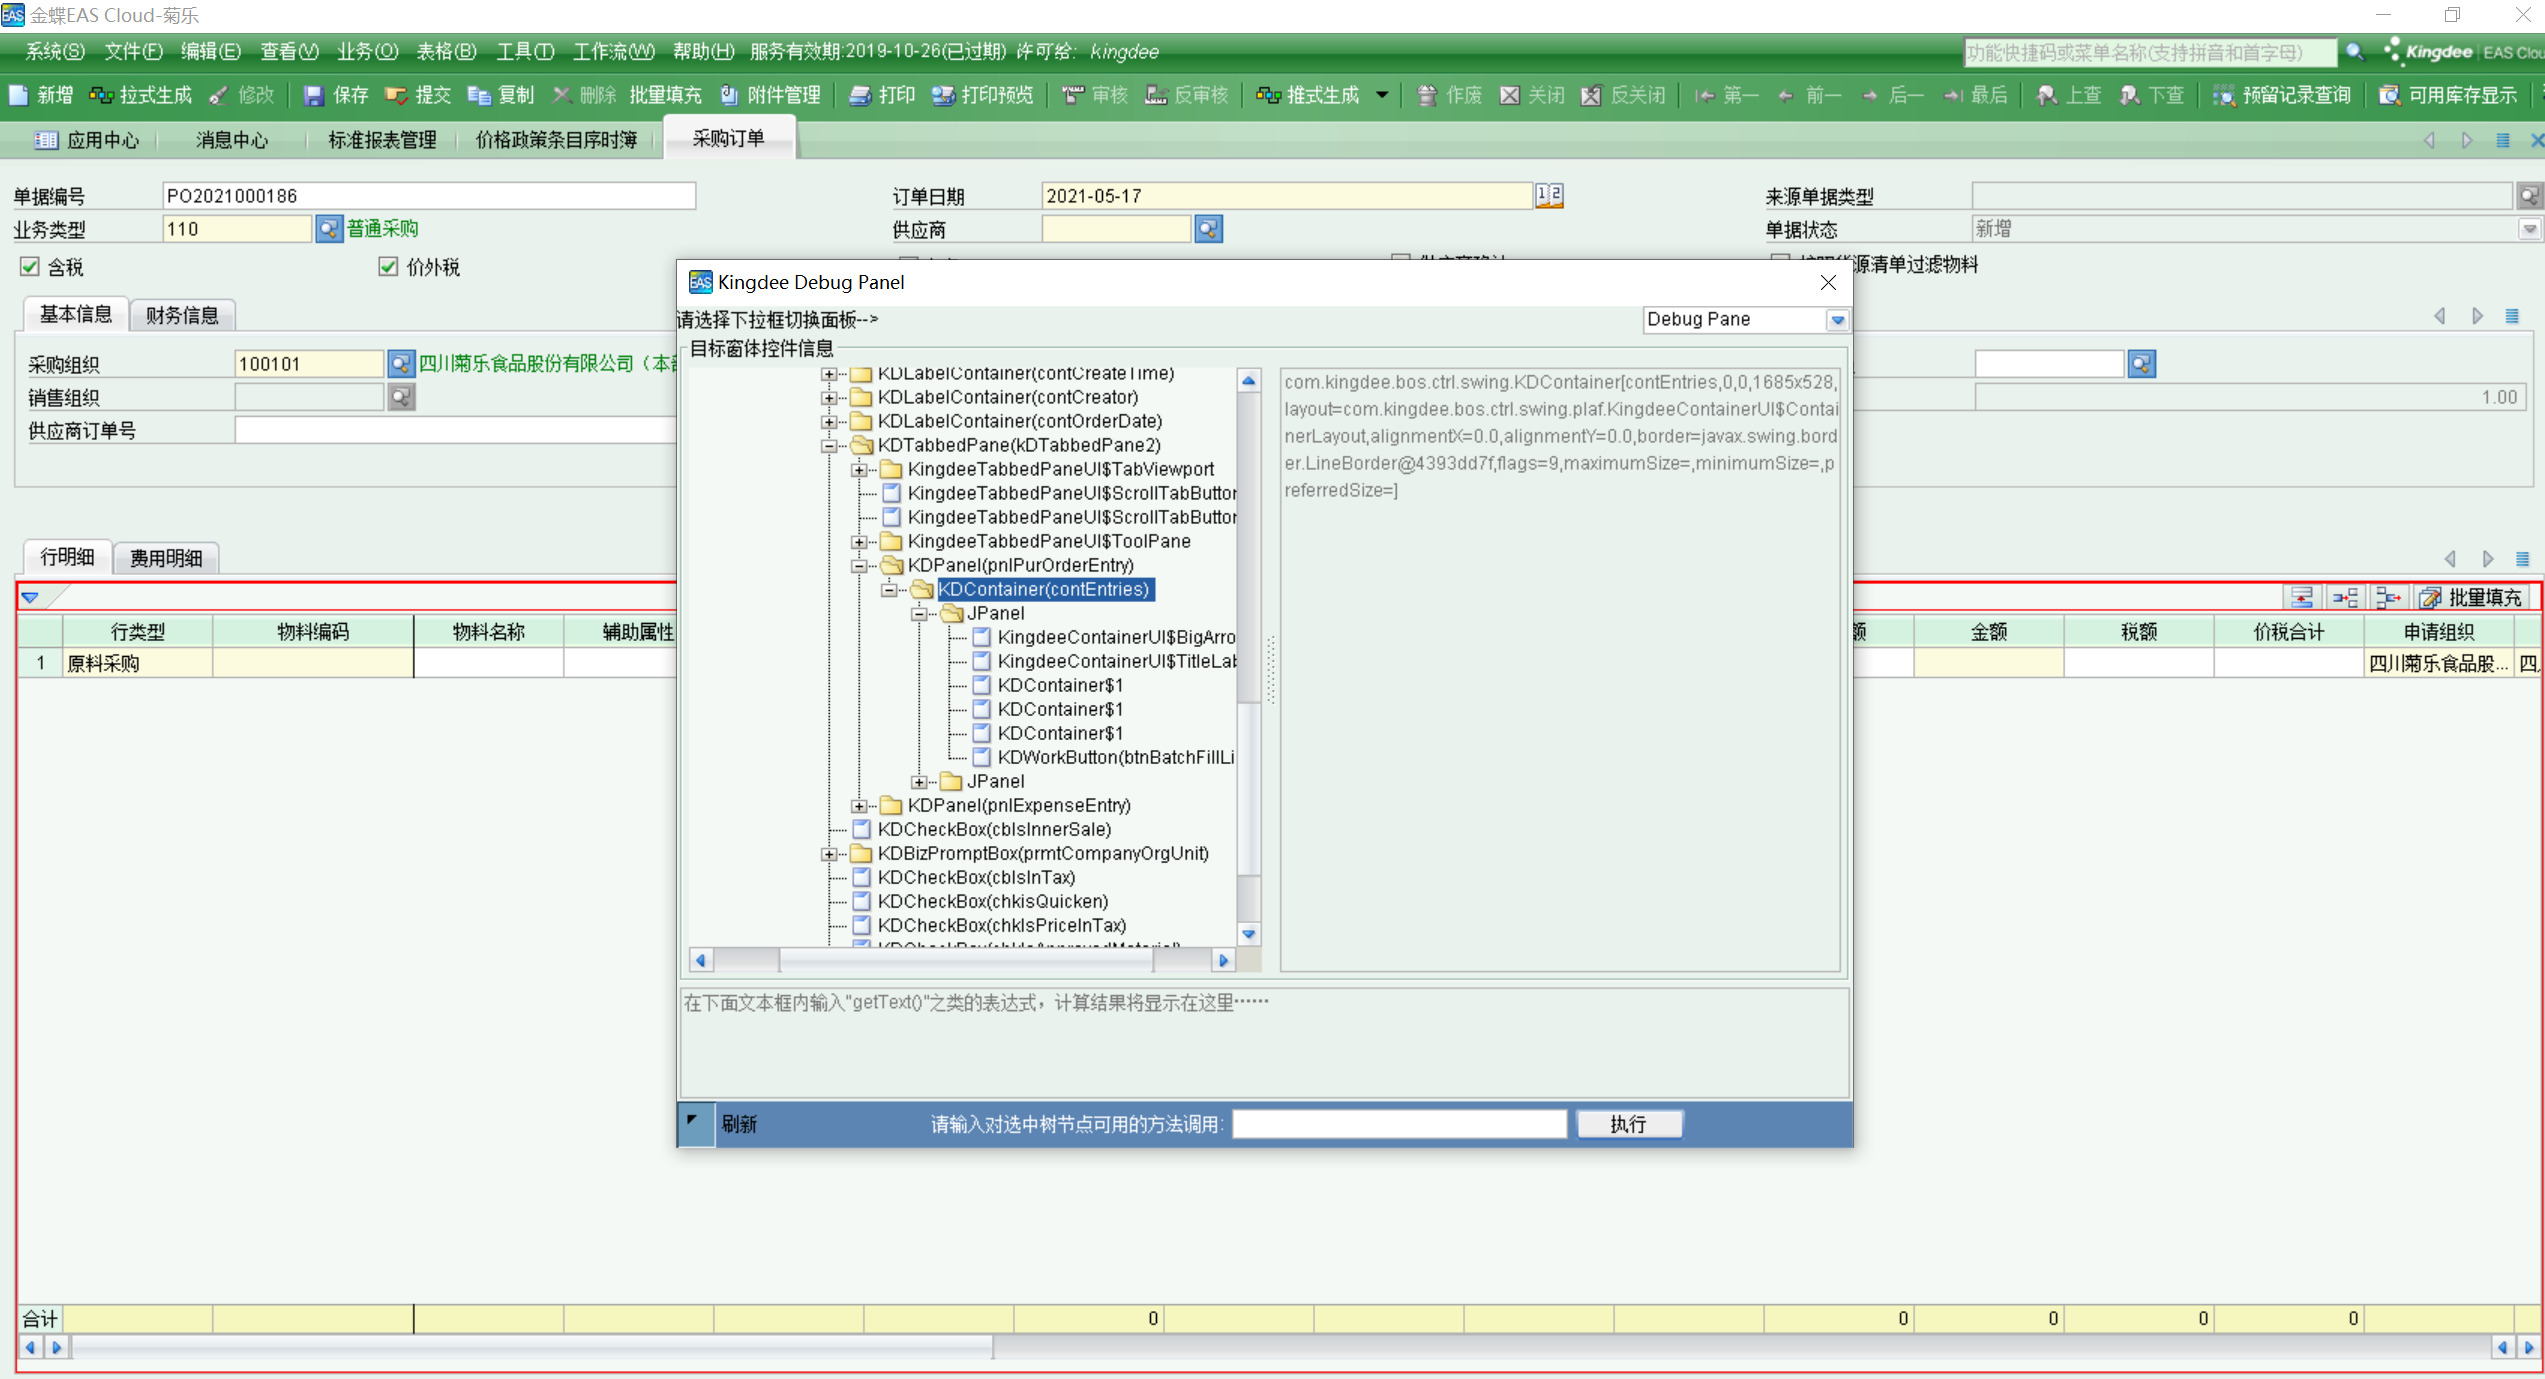 金蝶EAS Cloud-菊乐
系统(S) 文件(F) 编辑(E) 查看(V) 业务(O) 表格(B) 工具(T) 工作流(W) 帮助(H) 服务有效期:2019-10-26(已过期) 许可给: kingdee
功能快捷码或菜单名称(支持拼音和首字母) Kingdee EAS Clou
新增 拉式生成 修改 保存 提交 复制 删除 批量填充 附件管理 打印 打印预览 审核 反审核 推式生成 作废 关闭 反关闭 第一 前一 后一 最后 上查 下查 预留记录查询 可用库存显示
应用中心 消息中心 标准报表管理 价格政策条目序时簿 采购订单
单据编号 PO2021000186 订单日期 2021-05-17 来源单据类型
业务类型 110 普通采购 供应商 单据状态 新增
含税 价外税 源清单过滤物料
基本信息 财务信息
采购组织 100101 四川菊乐食品股份有限公司（本
销售组织 1.00
供应商订单号
行明细 费用明细
批量填充
行类型 物料编码 物料名称 辅助属性 额 金额 税额 价税合计 申请组织
1 原料采购 四川菊乐食品股... 四
合计 0 0 0 0 0
Kingdee Debug Panel
请选择下拉框切换面板--> Debug Pane
目标窗体控件信息
KDLabelContainer(contCreateTime)
KDLabelContainer(contCreator)
KDLabelContainer(contOrderDate)
KDTabbedPane(kDTabbedPane2)
KingdeeTabbedPaneUI$TabViewport
KingdeeTabbedPaneUI$ScrollTabButton
KingdeeTabbedPaneUI$ScrollTabButton
KingdeeTabbedPaneUI$ToolPane
KDPanel(pnlPurOrderEntry)
KDContainer(contEntries)
JPanel
KingdeeContainerUI$BigArro
KingdeeContainerUI$TitleLab
KDContainer$1
KDContainer$1
KDContainer$1
KDWorkButton(btnBatchFillLi
JPanel
KDPanel(pnlExpenseEntry)
KDCheckBox(cbIsInnerSale)
KDBizPromptBox(prmtCompanyOrgUnit)
KDCheckBox(cbIsInTax)
KDCheckBox(chkisQuicken)
KDCheckBox(chkIsPriceInTax)
com.kingdee.bos.ctrl.swing.KDContainer[contEntries,0,0,1685x528,
layout=com.kingdee.bos.ctrl.swing.plaf.KingdeeContainerUI$Contai
nerLayout,alignmentX=0.0,alignmentY=0.0,border=javax.swing.bord
er.LineBorder@4393dd7f,flags=9,maximumSize=,minimumSize=,p
referredSize=]
在下面文本框内输入"getText()"之类的表达式，计算结果将显示在这里……
刷新 请输入对选中树节点可用的方法调用: 执行